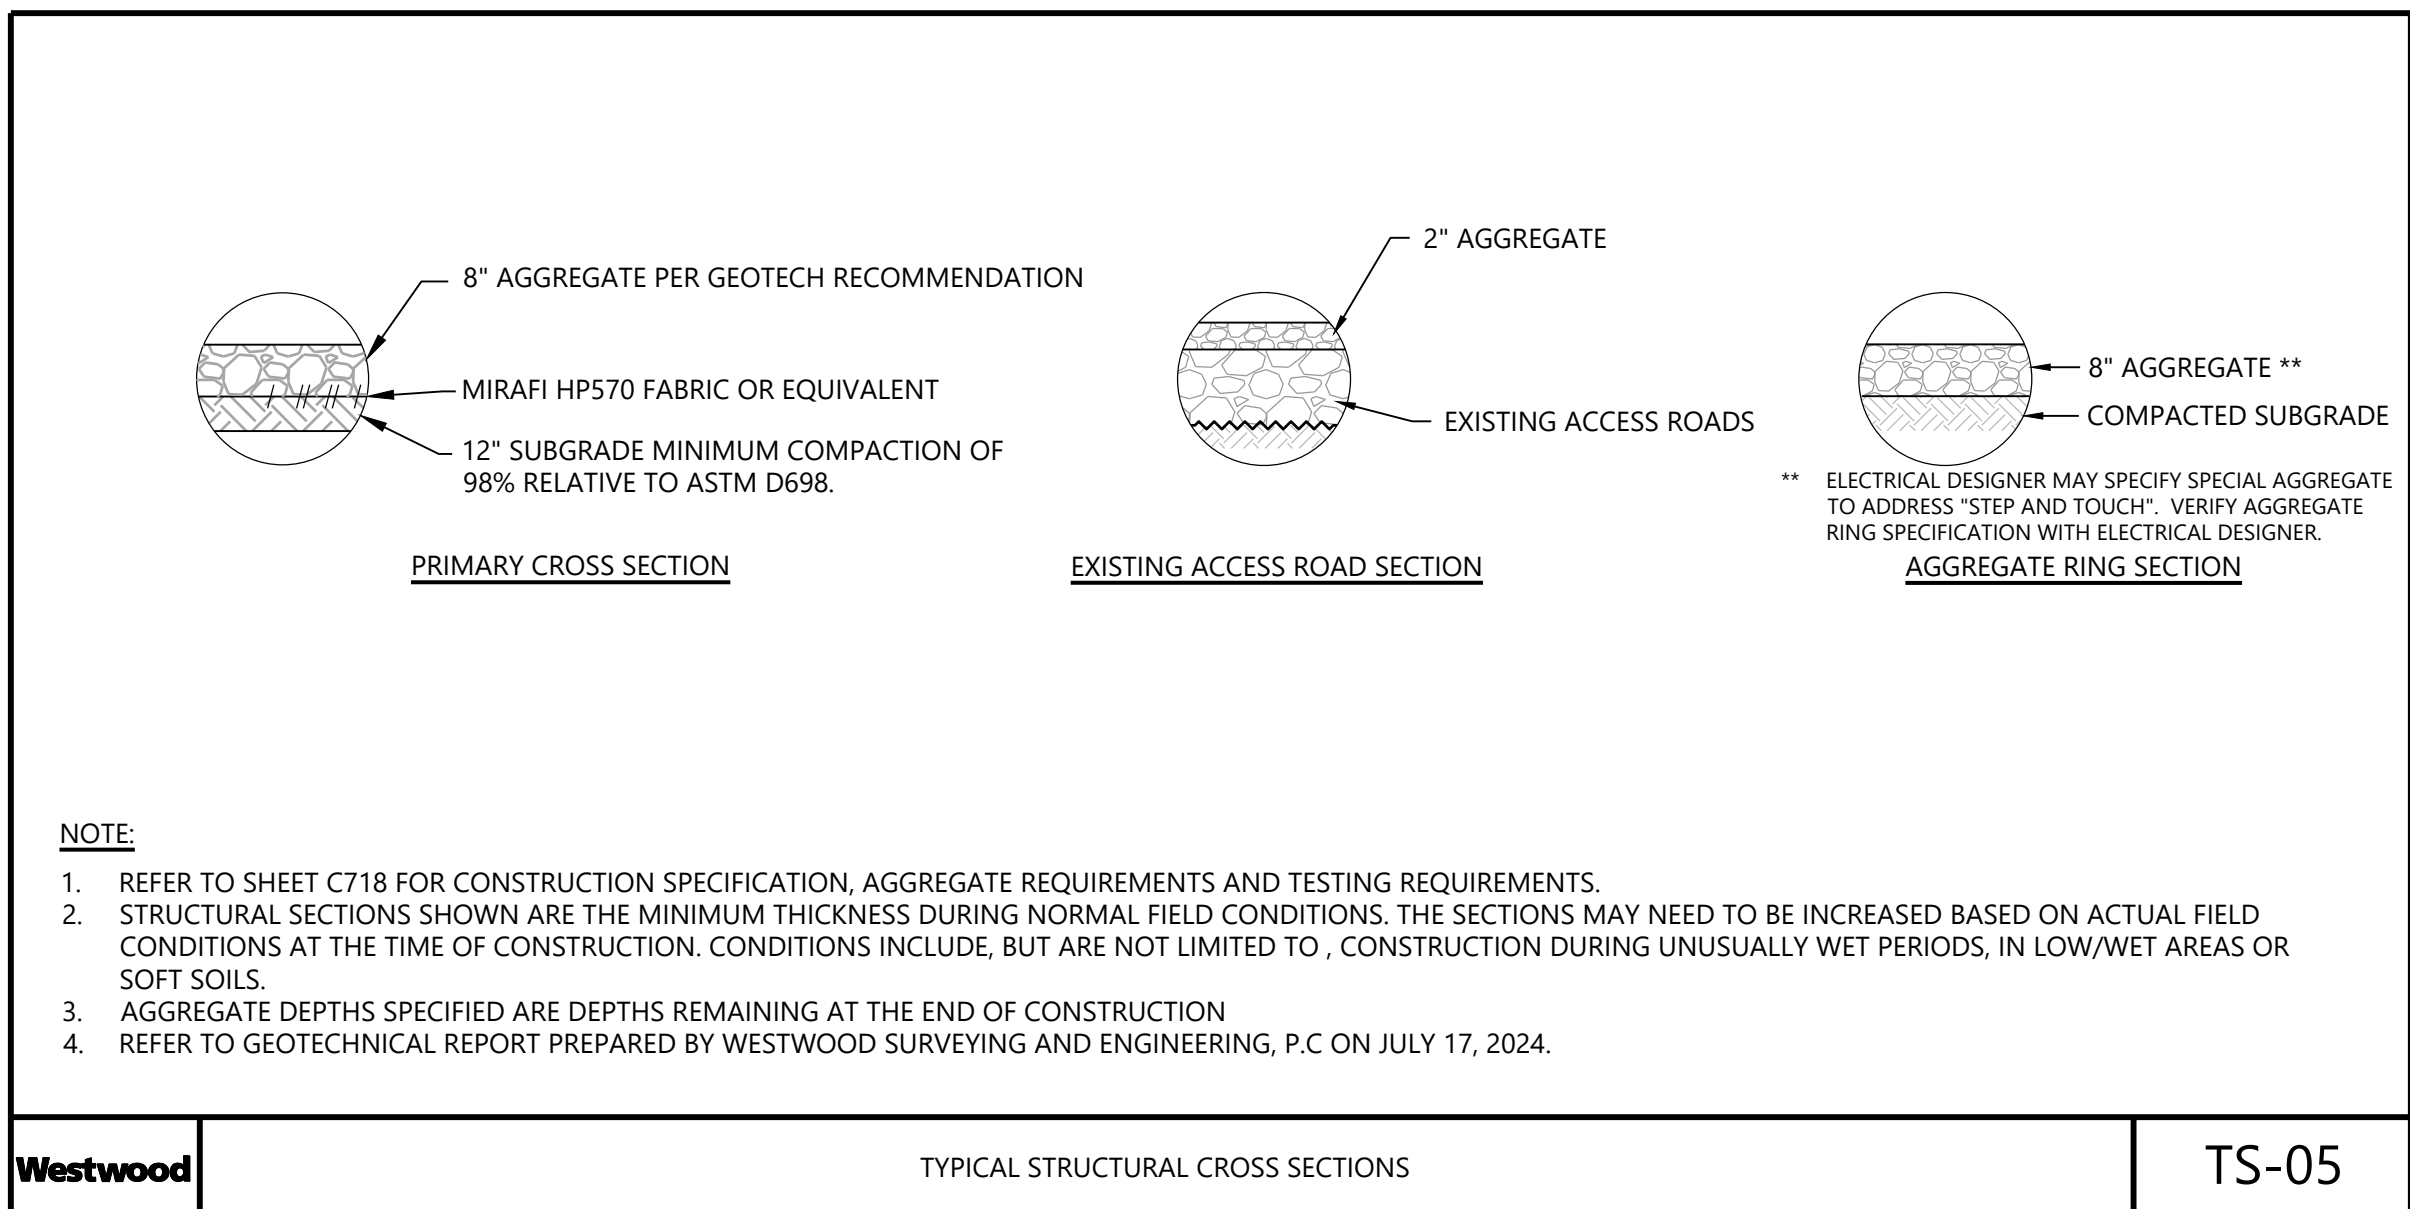 8" AGGREGATE PER GEOTECH RECOMMENDATION
MIRAFI HP570 FABRIC OR EQUIVALENT
12" SUBGRADE MINIMUM COMPACTION OF
98% RELATIVE TO ASTM D698.
PRIMARY CROSS SECTION
2" AGGREGATE
EXISTING ACCESS ROADS
EXISTING ACCESS ROAD SECTION
8" AGGREGATE **
COMPACTED SUBGRADE
** ELECTRICAL DESIGNER MAY SPECIFY SPECIAL AGGREGATE
TO ADDRESS "STEP AND TOUCH". VERIFY AGGREGATE
RING SPECIFICATION WITH ELECTRICAL DESIGNER.
AGGREGATE RING SECTION
NOTE:
1. REFER TO SHEET C718 FOR CONSTRUCTION SPECIFICATION, AGGREGATE REQUIREMENTS AND TESTING REQUIREMENTS.
2. STRUCTURAL SECTIONS SHOWN ARE THE MINIMUM THICKNESS DURING NORMAL FIELD CONDITIONS. THE SECTIONS MAY NEED TO BE INCREASED BASED ON ACTUAL FIELD
CONDITIONS AT THE TIME OF CONSTRUCTION. CONDITIONS INCLUDE, BUT ARE NOT LIMITED TO , CONSTRUCTION DURING UNUSUALLY WET PERIODS, IN LOW/WET AREAS OR
SOFT SOILS.
3. AGGREGATE DEPTHS SPECIFIED ARE DEPTHS REMAINING AT THE END OF CONSTRUCTION
4. REFER TO GEOTECHNICAL REPORT PREPARED BY WESTWOOD SURVEYING AND ENGINEERING, P.C ON JULY 17, 2024.
Westwood
TYPICAL STRUCTURAL CROSS SECTIONS
TS-05